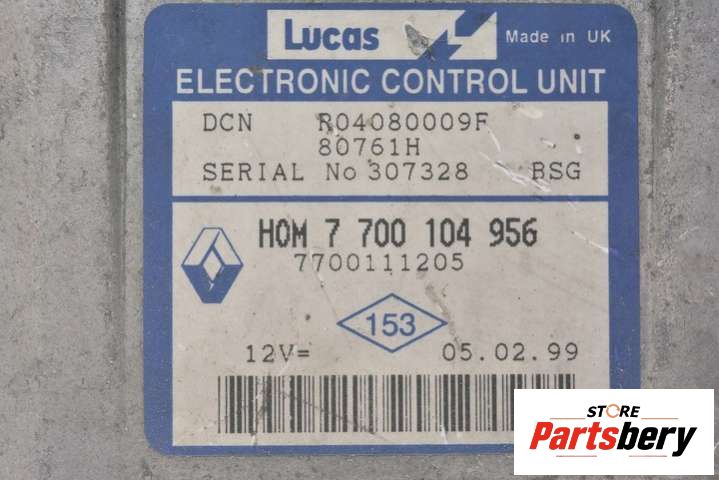 Lucas Made in UK
ELECTRONIC CONTROL UNIT
DCN R04080009F
80761H
SERIAL No 307328 BSG
HOM 7 700 104 956
7700111205
153
12V= 05.02.99
STORE
Partsbery